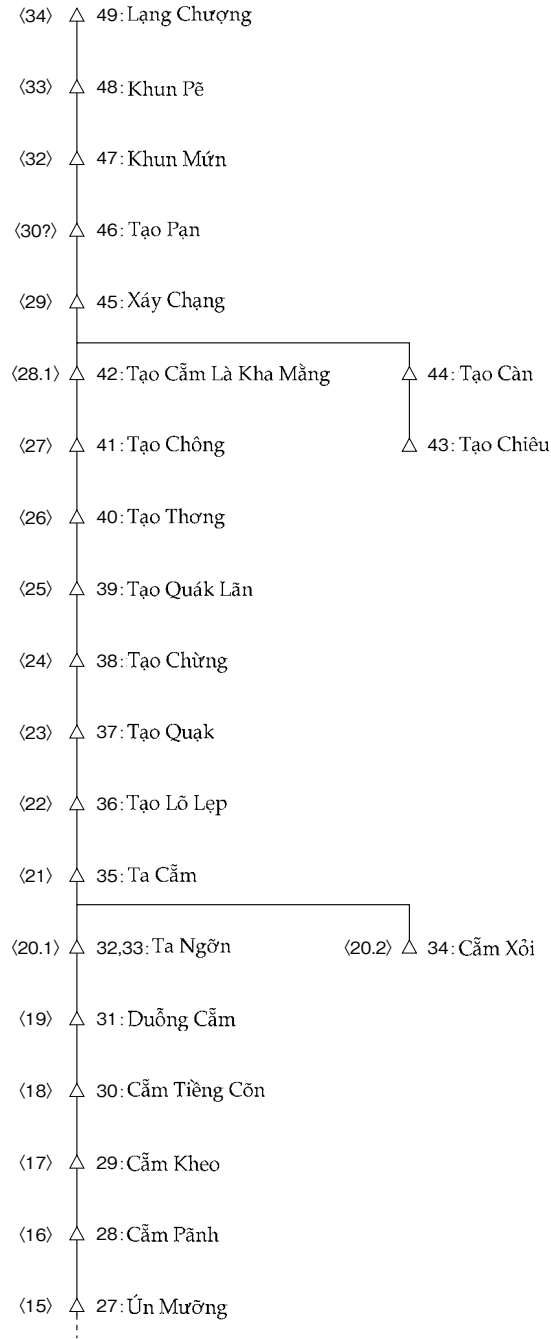 〈34〉 49:Lạng Chượng
〈33〉 48:Khun Pẽ
〈32〉 47:Khun Mứn
〈30?〉 46:Tạo Pạn
〈29〉 45:Xáy Chạng
〈28.1〉 42:Tạo Cẵm Là Kha Mằng 44:Tạo Càn
〈27〉 41:Tạo Chông 43:Tạo Chiêu
〈26〉 40:Tạo Thơng
〈25〉 39:Tạo Quák Lãn
〈24〉 38:Tạo Chừng
〈23〉 37:Tạo Quạk
〈22〉 36:Tạo Lõ Lẹp
〈21〉 35:Ta Cẵm
〈20.1〉 32,33:Ta Ngỡn 〈20.2〉 34:Cẵm Xỏi
〈19〉 31:Duỗng Cẵm
〈18〉 30:Cẵm Tiềng Cõn
〈17〉 29:Cẵm Kheo
〈16〉 28:Cẵm Pãnh
〈15〉 27:Ún Mưỡng